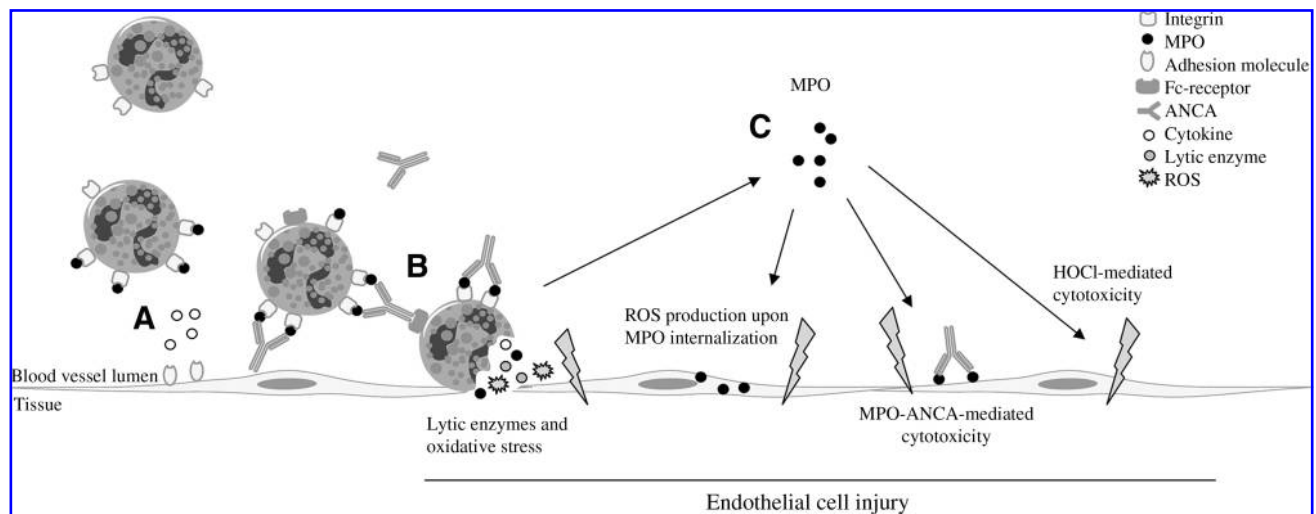 Integrin
MPO
Adhesion molecule
Fc-receptor
ANCA
Cytokine
Lytic enzyme
ROS
MPO
C
B
A
HOCl-mediated
cytotoxicity
ROS production upon
MPO internalization
Blood vessel lumen
Tissue
Lytic enzymes and
oxidative stress
MPO-ANCA-mediated
cytotoxicity
Endothelial cell injury